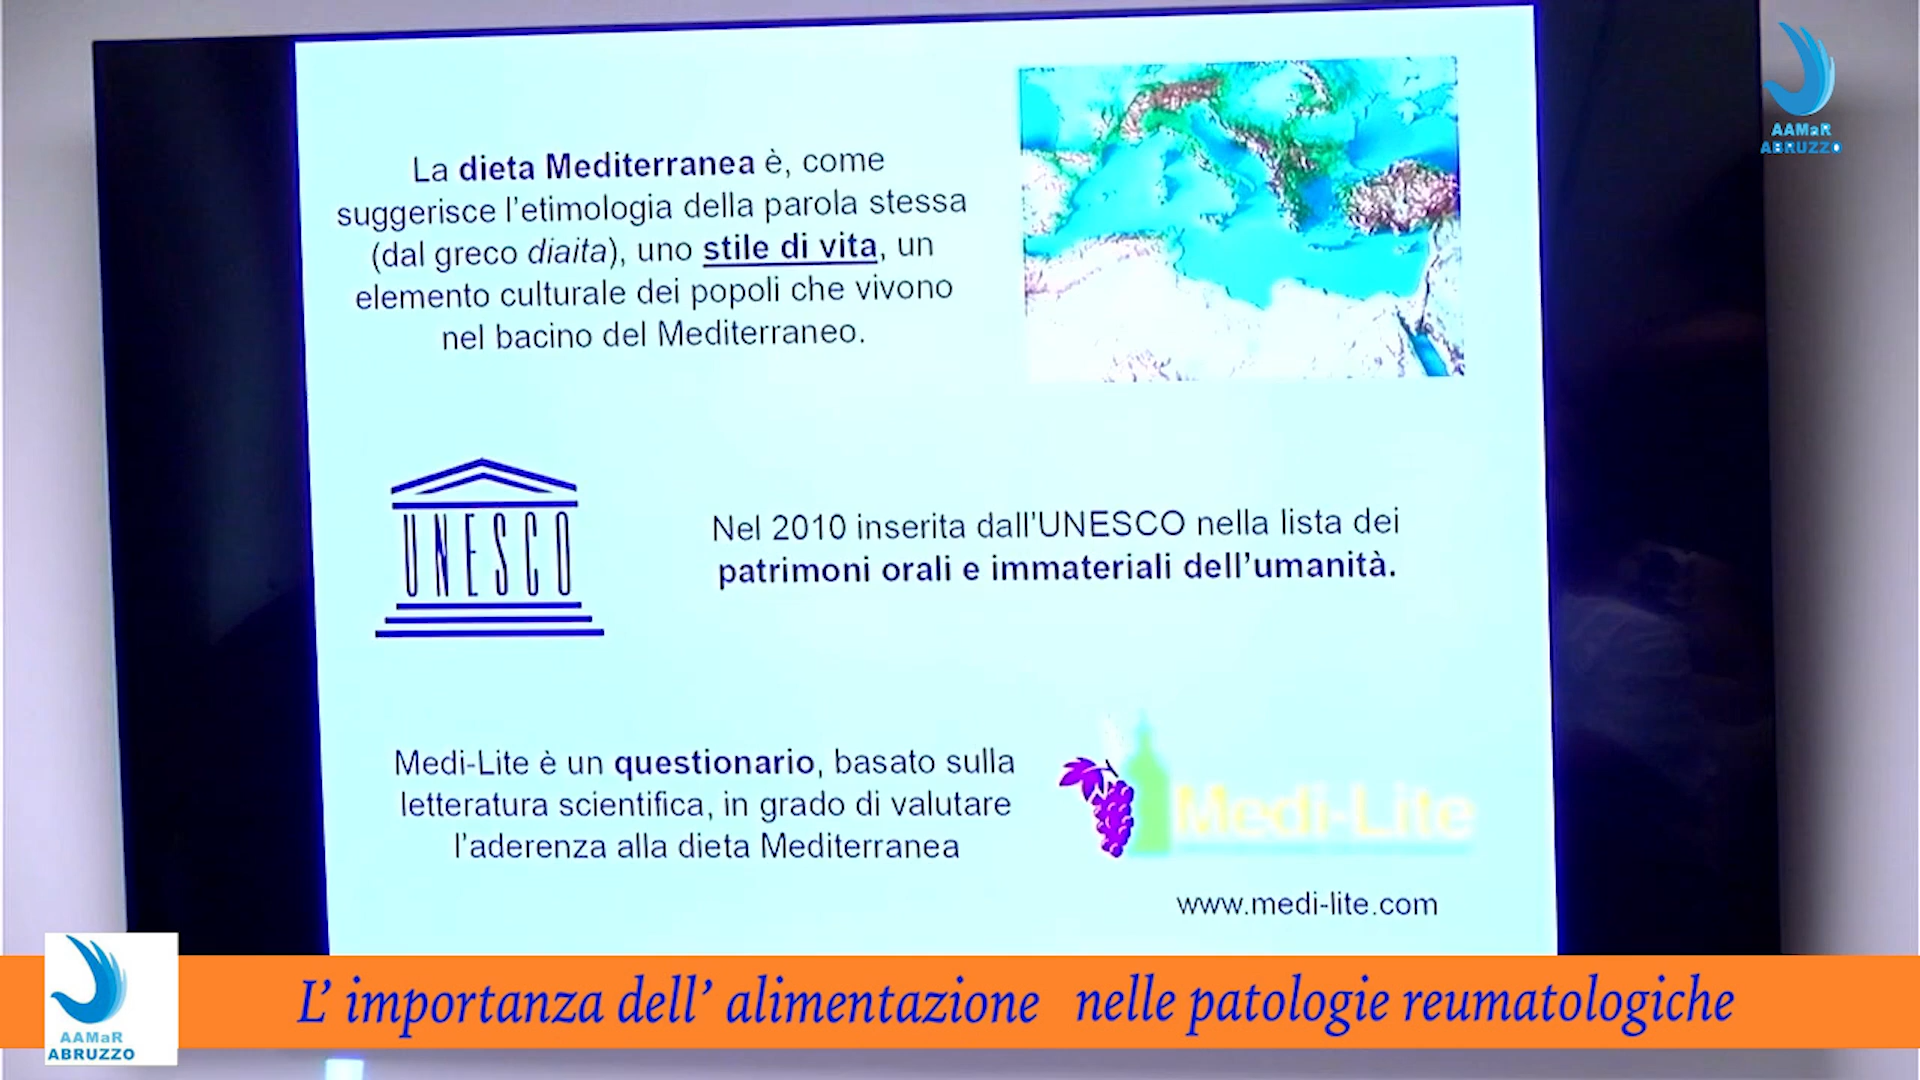 AAMaR
ABRUZZO
La dieta Mediterranea è, come
suggerisce l'etimologia della parola stessa
(dal greco diaita), uno stile di vita, un
elemento culturale dei popoli che vivono
nel bacino del Mediterraneo.
UNESCO
Nel 2010 inserita dall'UNESCO nella lista dei
patrimoni orali e immateriali dell'umanità.
Medi-Lite è un questionario, basato sulla
letteratura scientifica, in grado di valutare
l'aderenza alla dieta Mediterranea
Medi-Lite
www.medi-lite.com
L' importanza dell' alimentazione nelle patologie reumatologiche
AAMaR
ABRUZZO